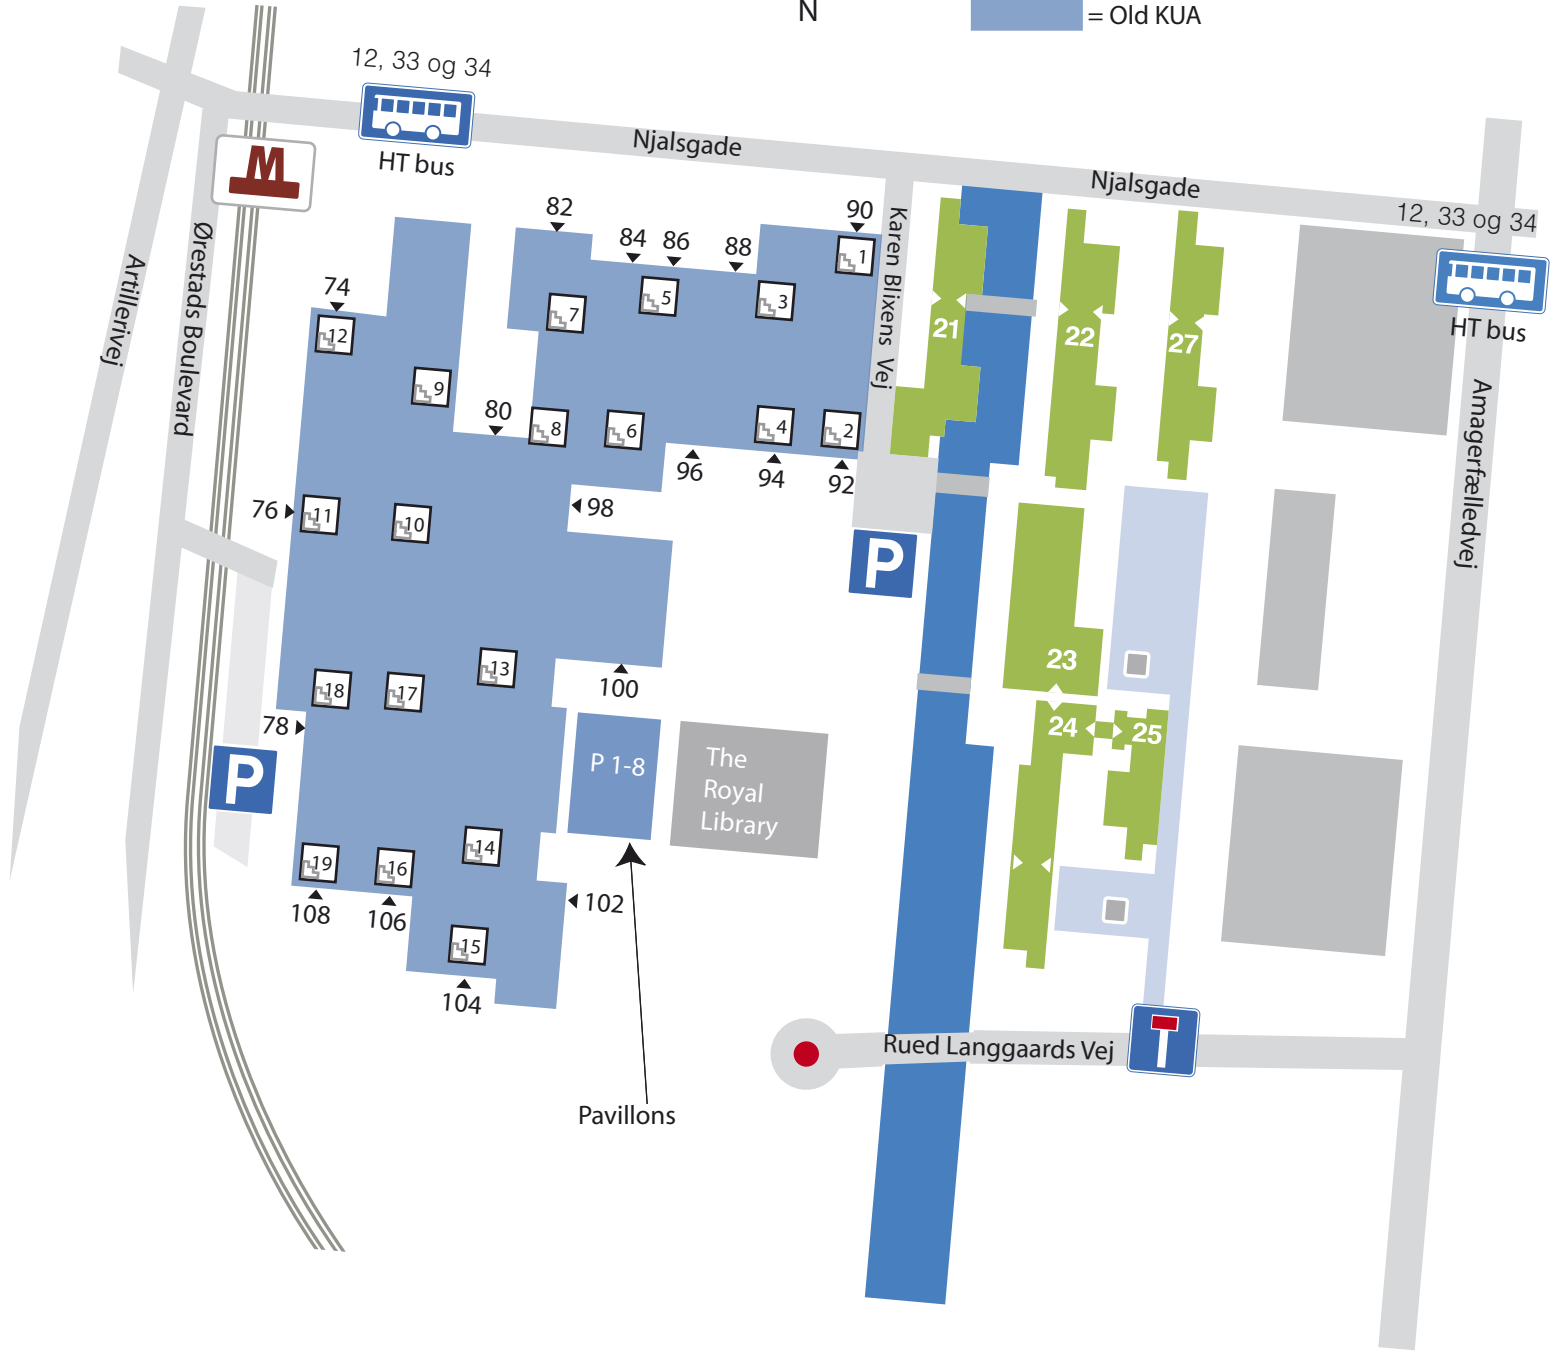 N
= Old KUA
12, 33 og 34
HT bus
M
Njalsgade
Njalsgade
12, 33 og 34
HT bus
Artillerivej
Ørestads Boulevard
Karen Blixens Vej
Amagerfælledvej
82
84
86
88
90
74
80
76
96
94
92
98
100
78
102
108
106
104
1
3
5
7
12
9
8
6
4
2
11
10
13
18
17
14
19
16
15
21
22
27
23
24
25
P
P
P 1-8
The
Royal
Library
Pavillons
Rued Langgaards Vej